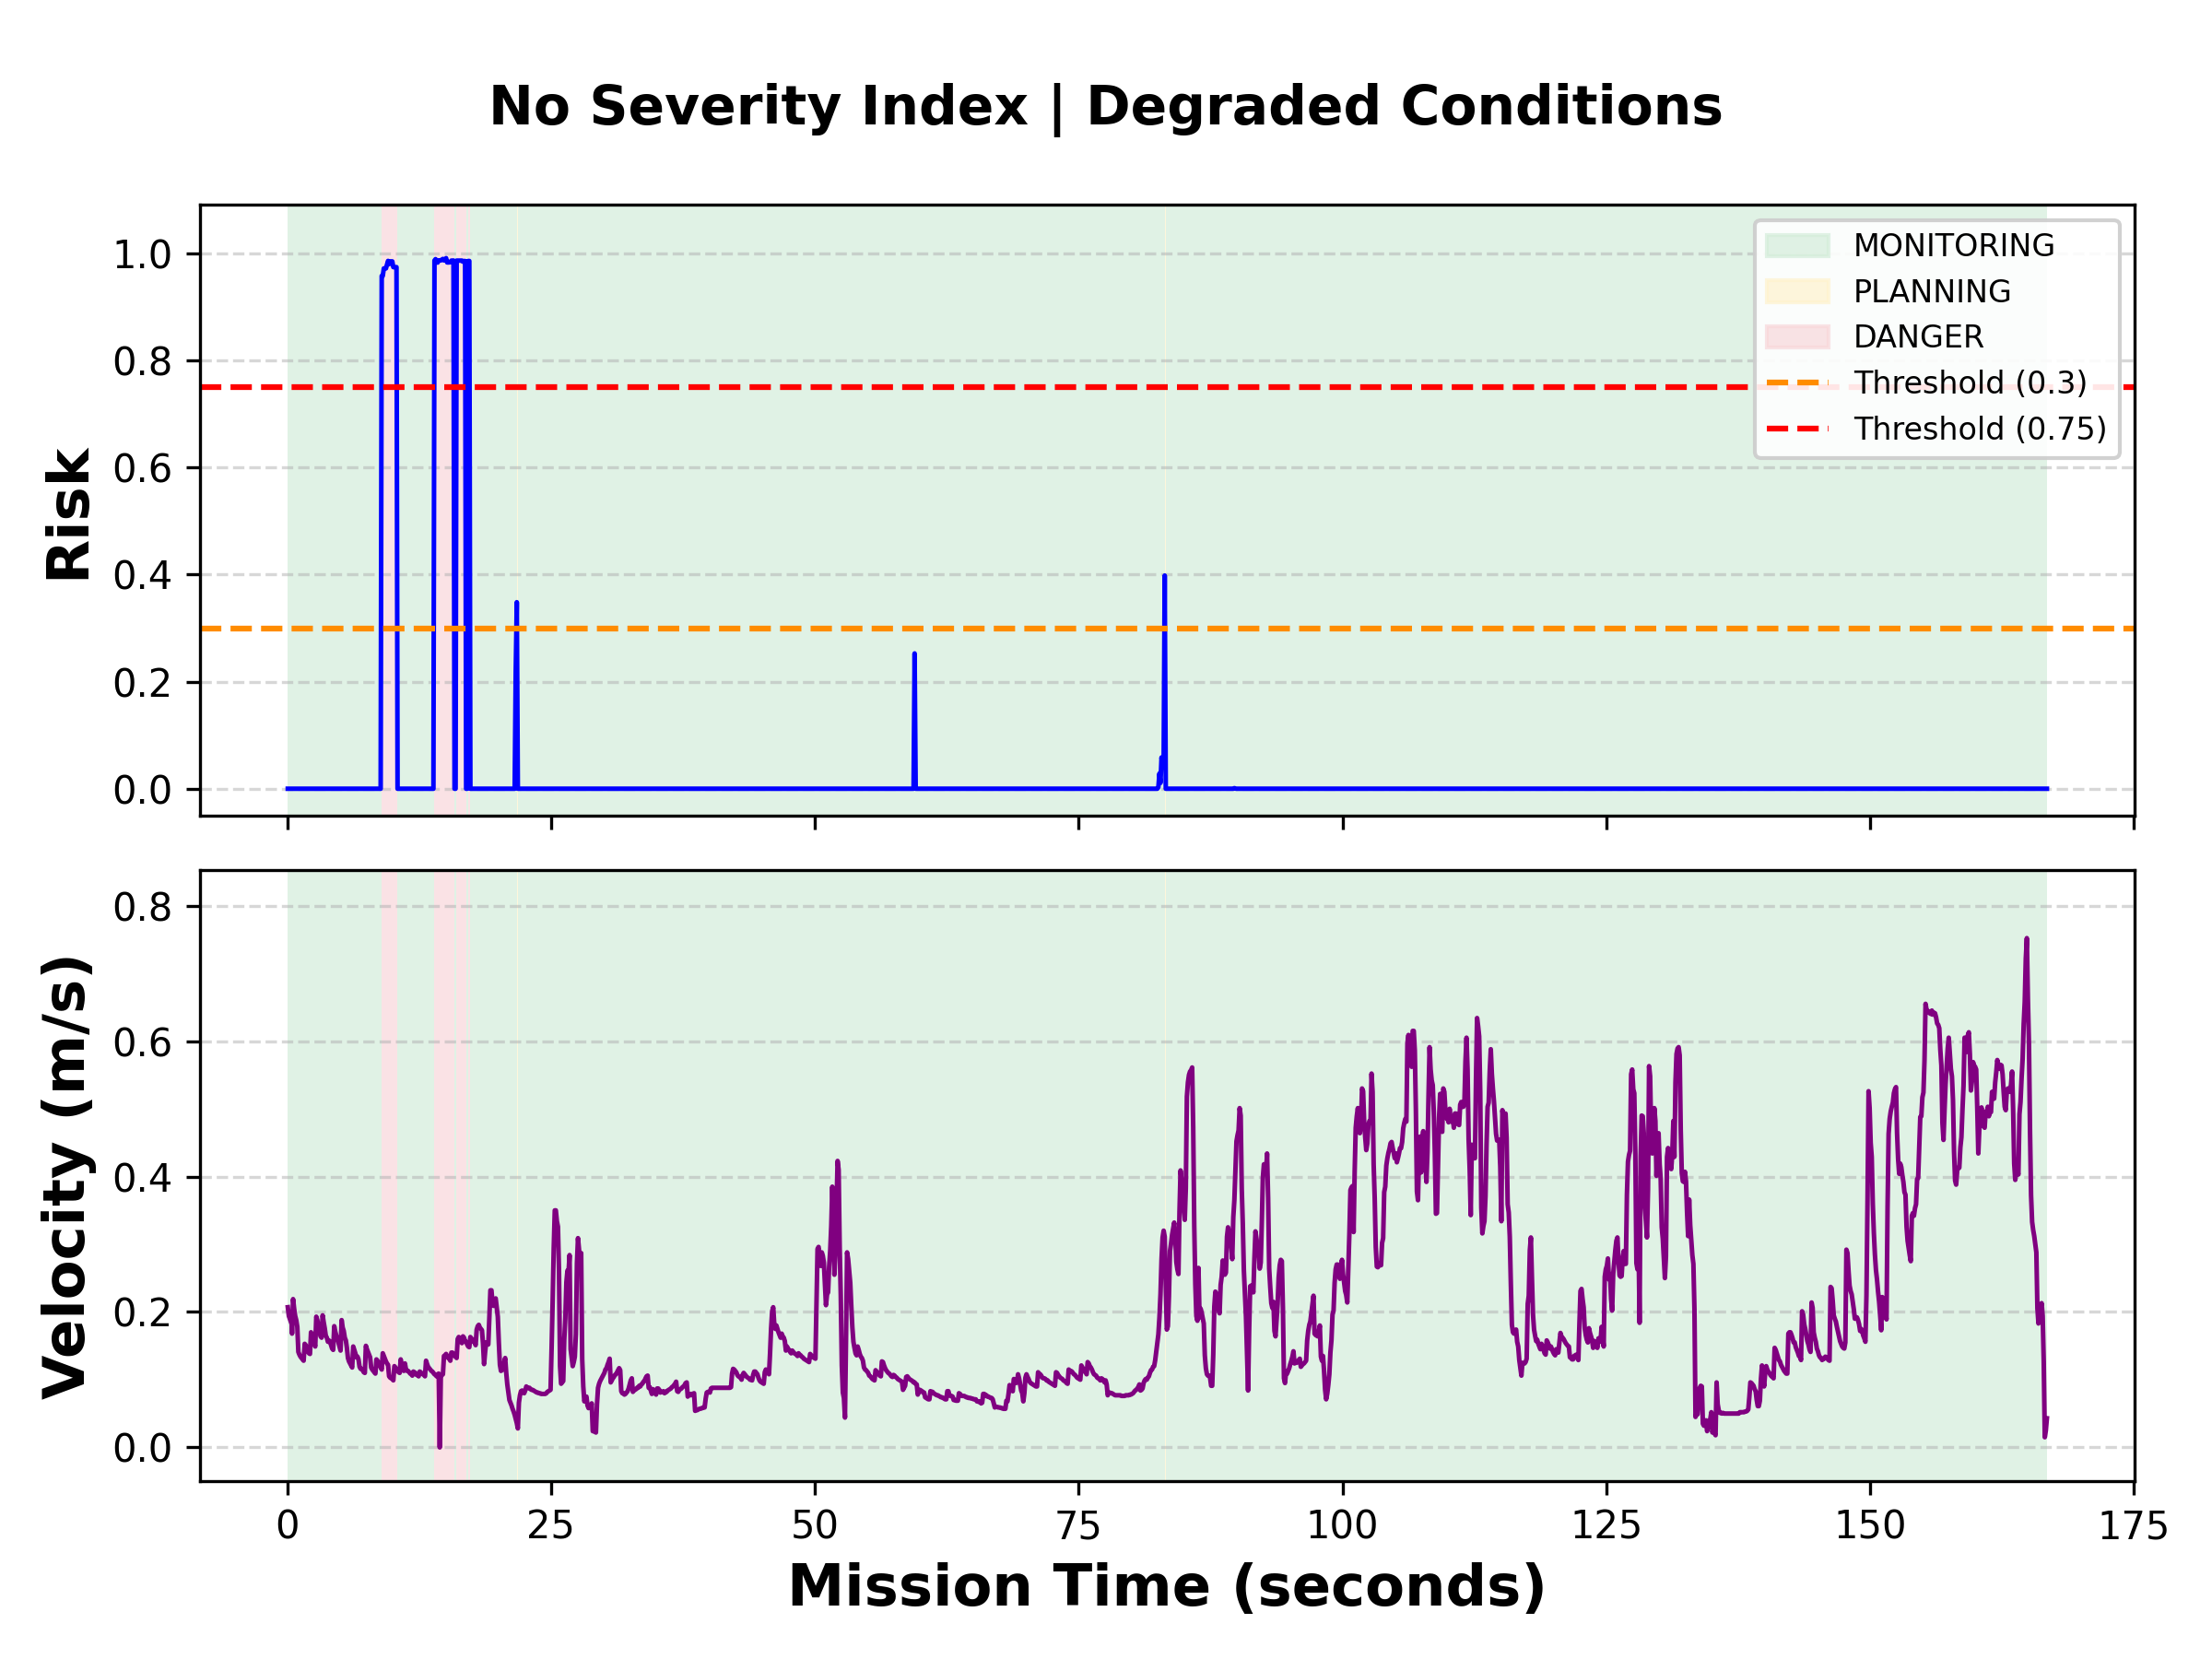 No Severity Index | Degraded Conditions
Risk
1.0
0.8
0.6
0.4
0.2
0.0
MONITORING
PLANNING
DANGER
Threshold (0.3)
Threshold (0.75)
Velocity (m/s)
0.8
0.6
0.4
0.2
0.0
0 25 50 75 100 125 150 175
Mission Time (seconds)